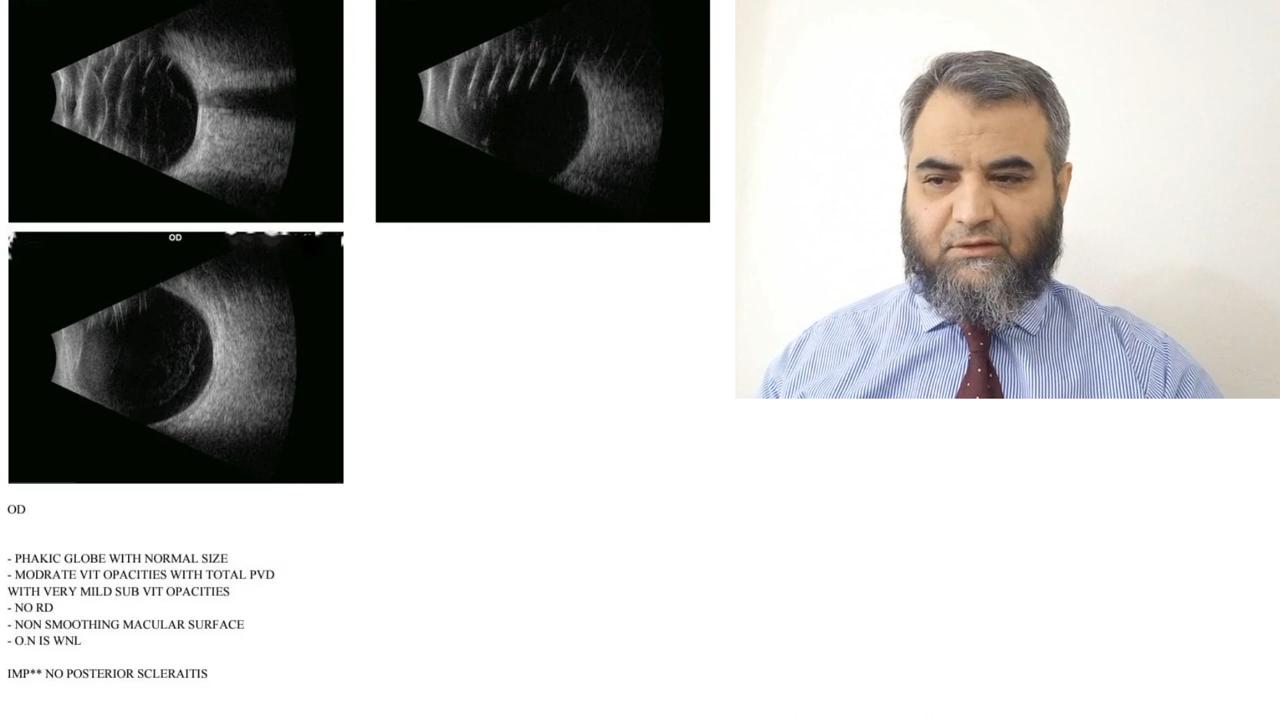 OD
OD
- PHAKIC GLOBE WITH NORMAL SIZE
- MODRATE VIT OPACITIES WITH TOTAL PVD
WITH VERY MILD SUB VIT OPACITIES
- NO RD
- NON SMOOTHING MACULAR SURFACE
- O.N IS WNL
IMP** NO POSTERIOR SCLERAITIS